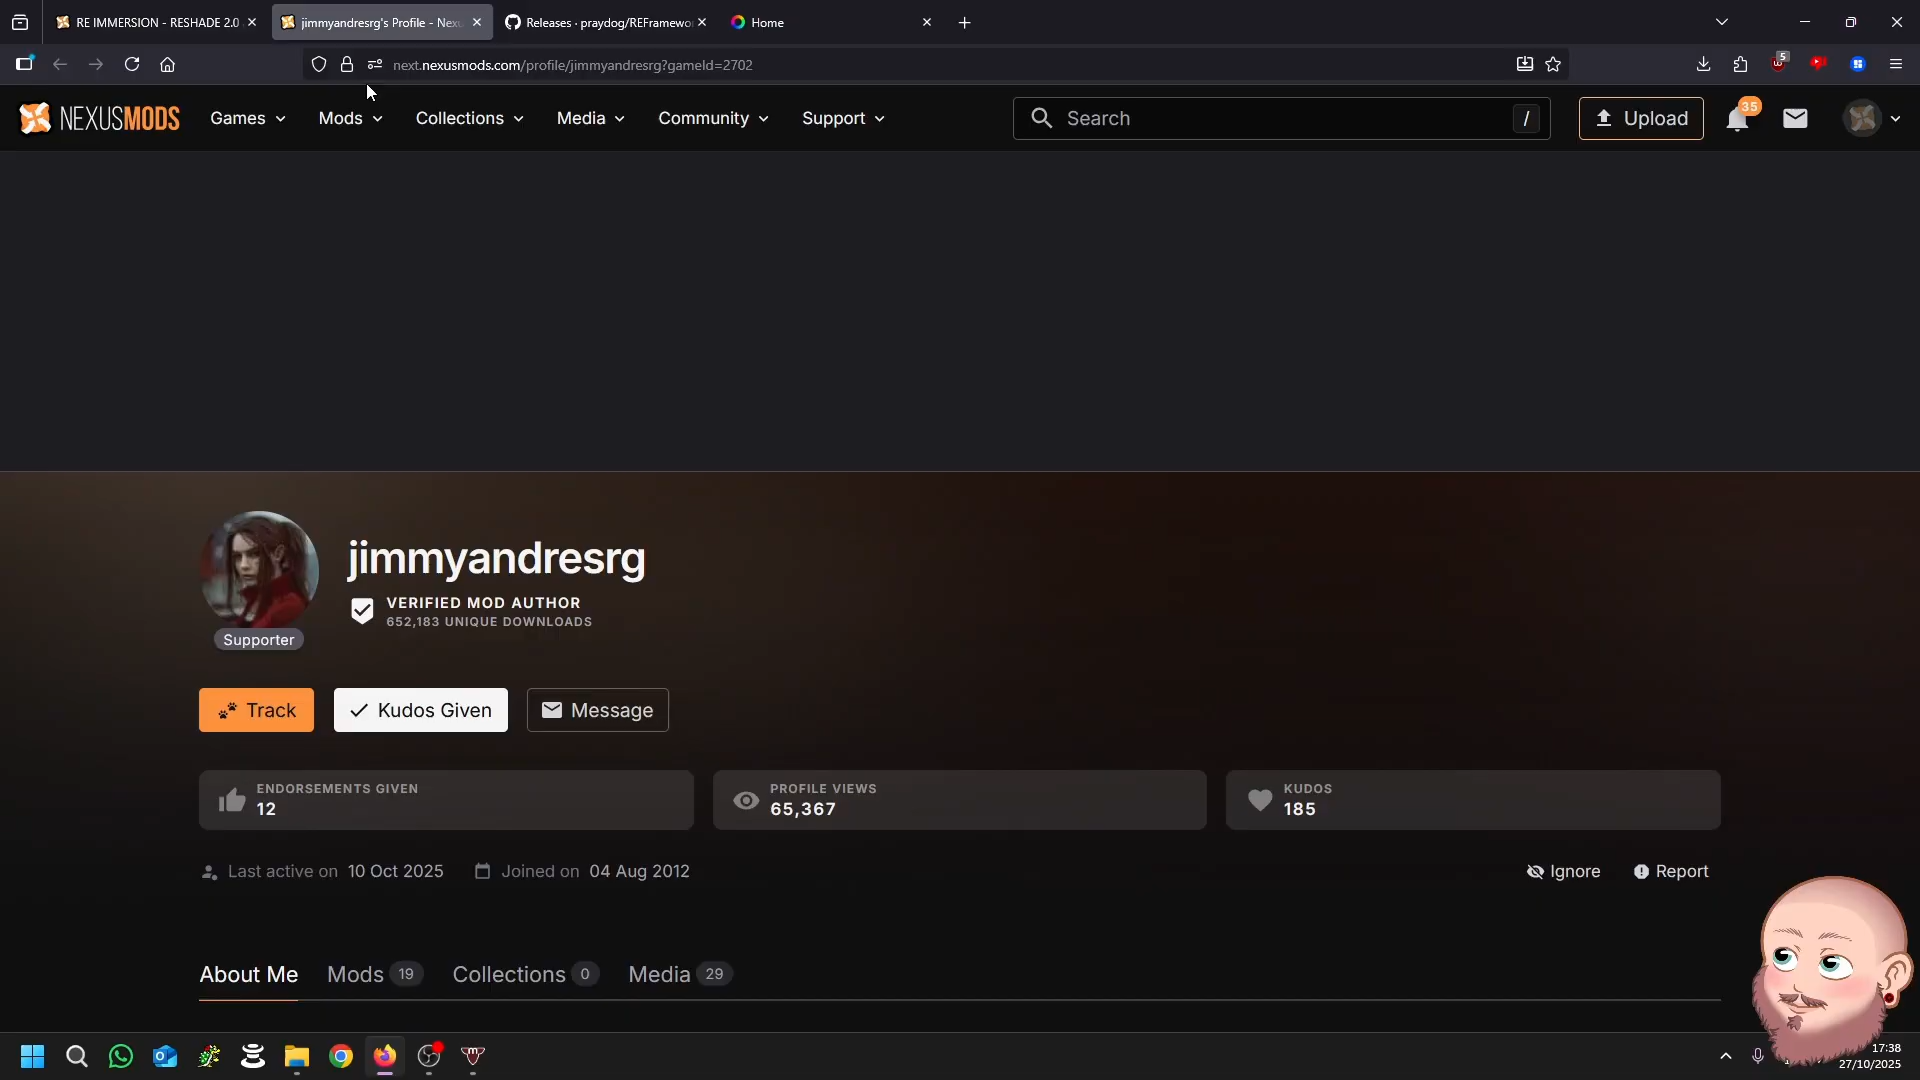 RE IMMERSION - RESHADE 2.0
jimmyandresrg's Profile - Nexu
Releases · praydog/REFramewo
Home
next.nexusmods.com/profile/jimmyandresrg?gameId=2702
5
NEXUSMODS
Games
Mods
Collections
Media
Community
Support
Search
/
Upload
35
jimmyandresrg
VERIFIED MOD AUTHOR
652,183 UNIQUE DOWNLOADS
Supporter
Track
Kudos Given
Message
ENDORSEMENTS GIVEN
12
PROFILE VIEWS
65,367
KUDOS
185
Last active on 10 Oct 2025
Joined on 04 Aug 2012
Ignore
Report
About Me
Mods 19
Collections 0
Media 29
17:38
27/10/2025